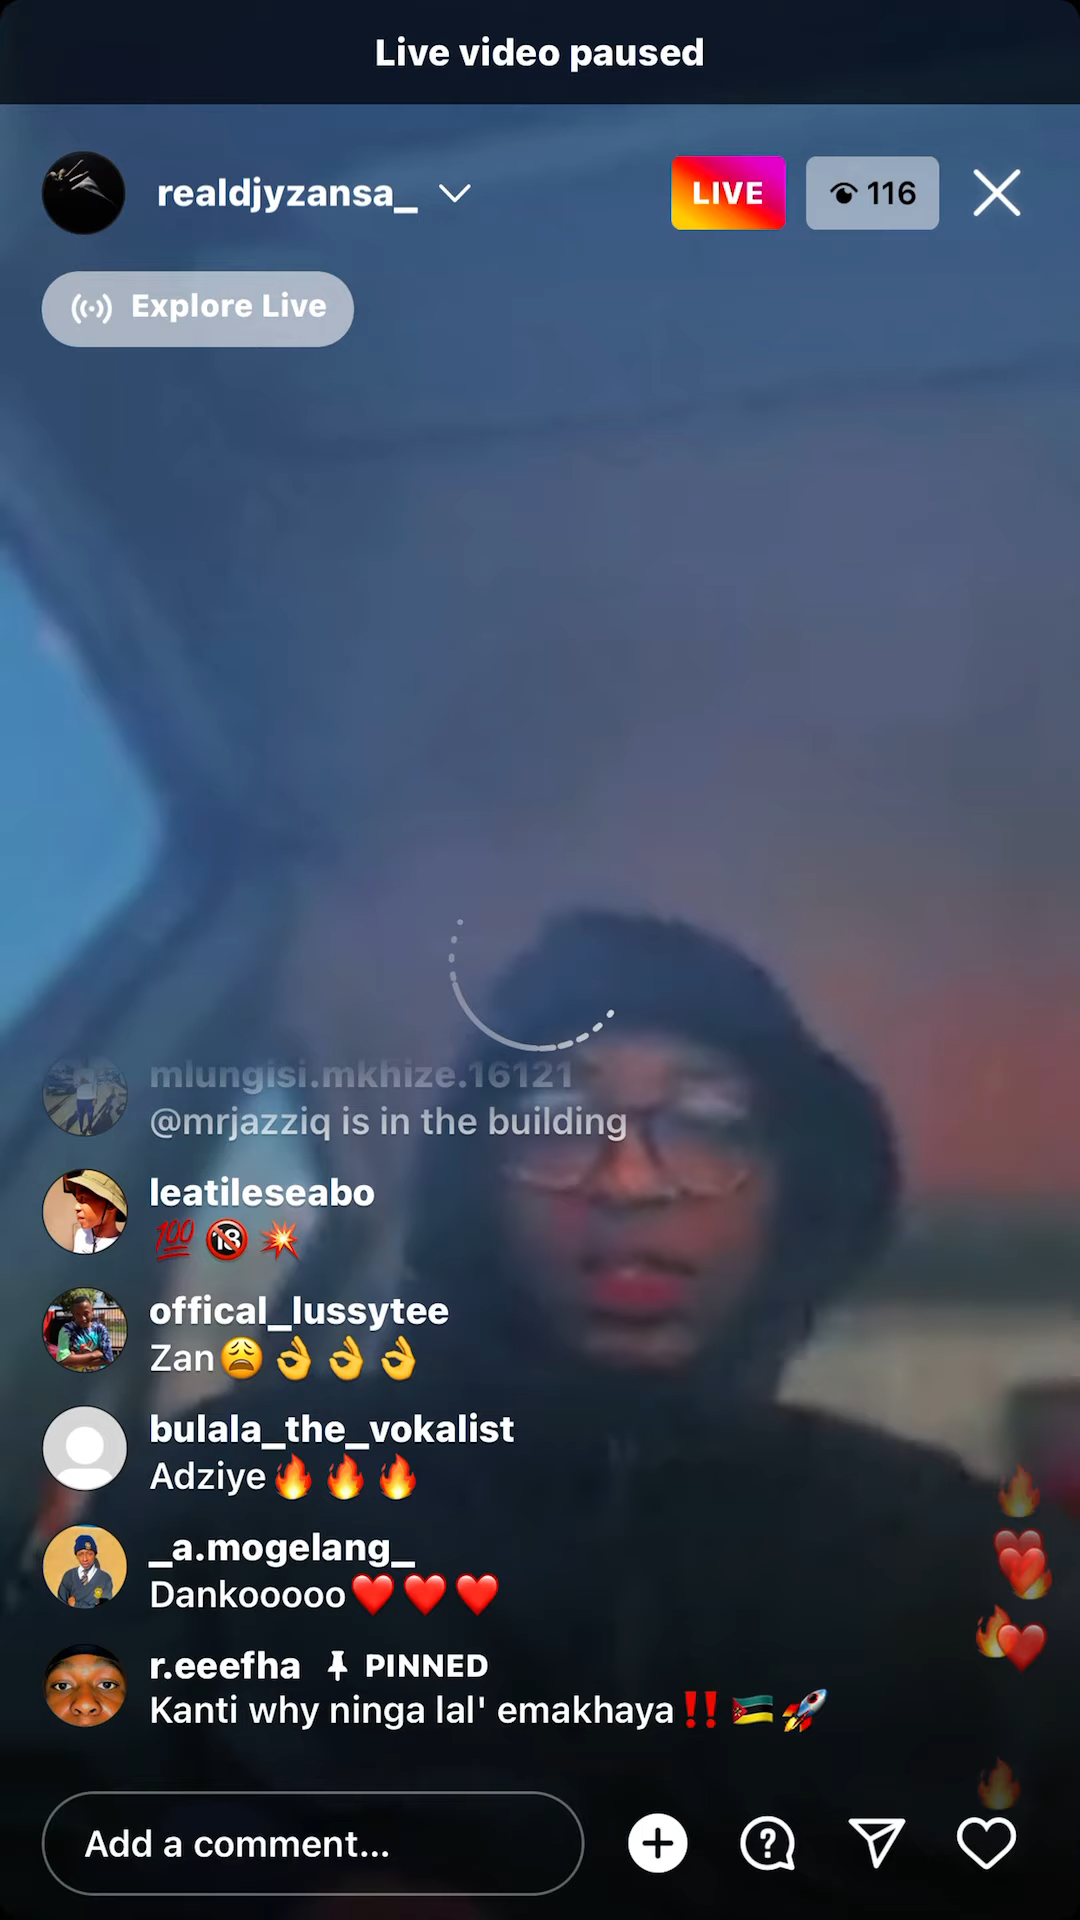 Live video paused
realdjyzansa_
LIVE
116
Explore Live
mlungisi.mkhize.16121
@mrjazziq is in the building
leatileseabo
💯🔞💥
offical_lussytee
Zan😩👌👌👌
bulala_the_vokalist
Adziye🔥🔥🔥
_a.mogelang_
Dankooooo❤️❤️❤️
r.eeefha PINNED
Kanti why ninga lal' emakhaya‼️🇲🇿🚀
Add a comment...